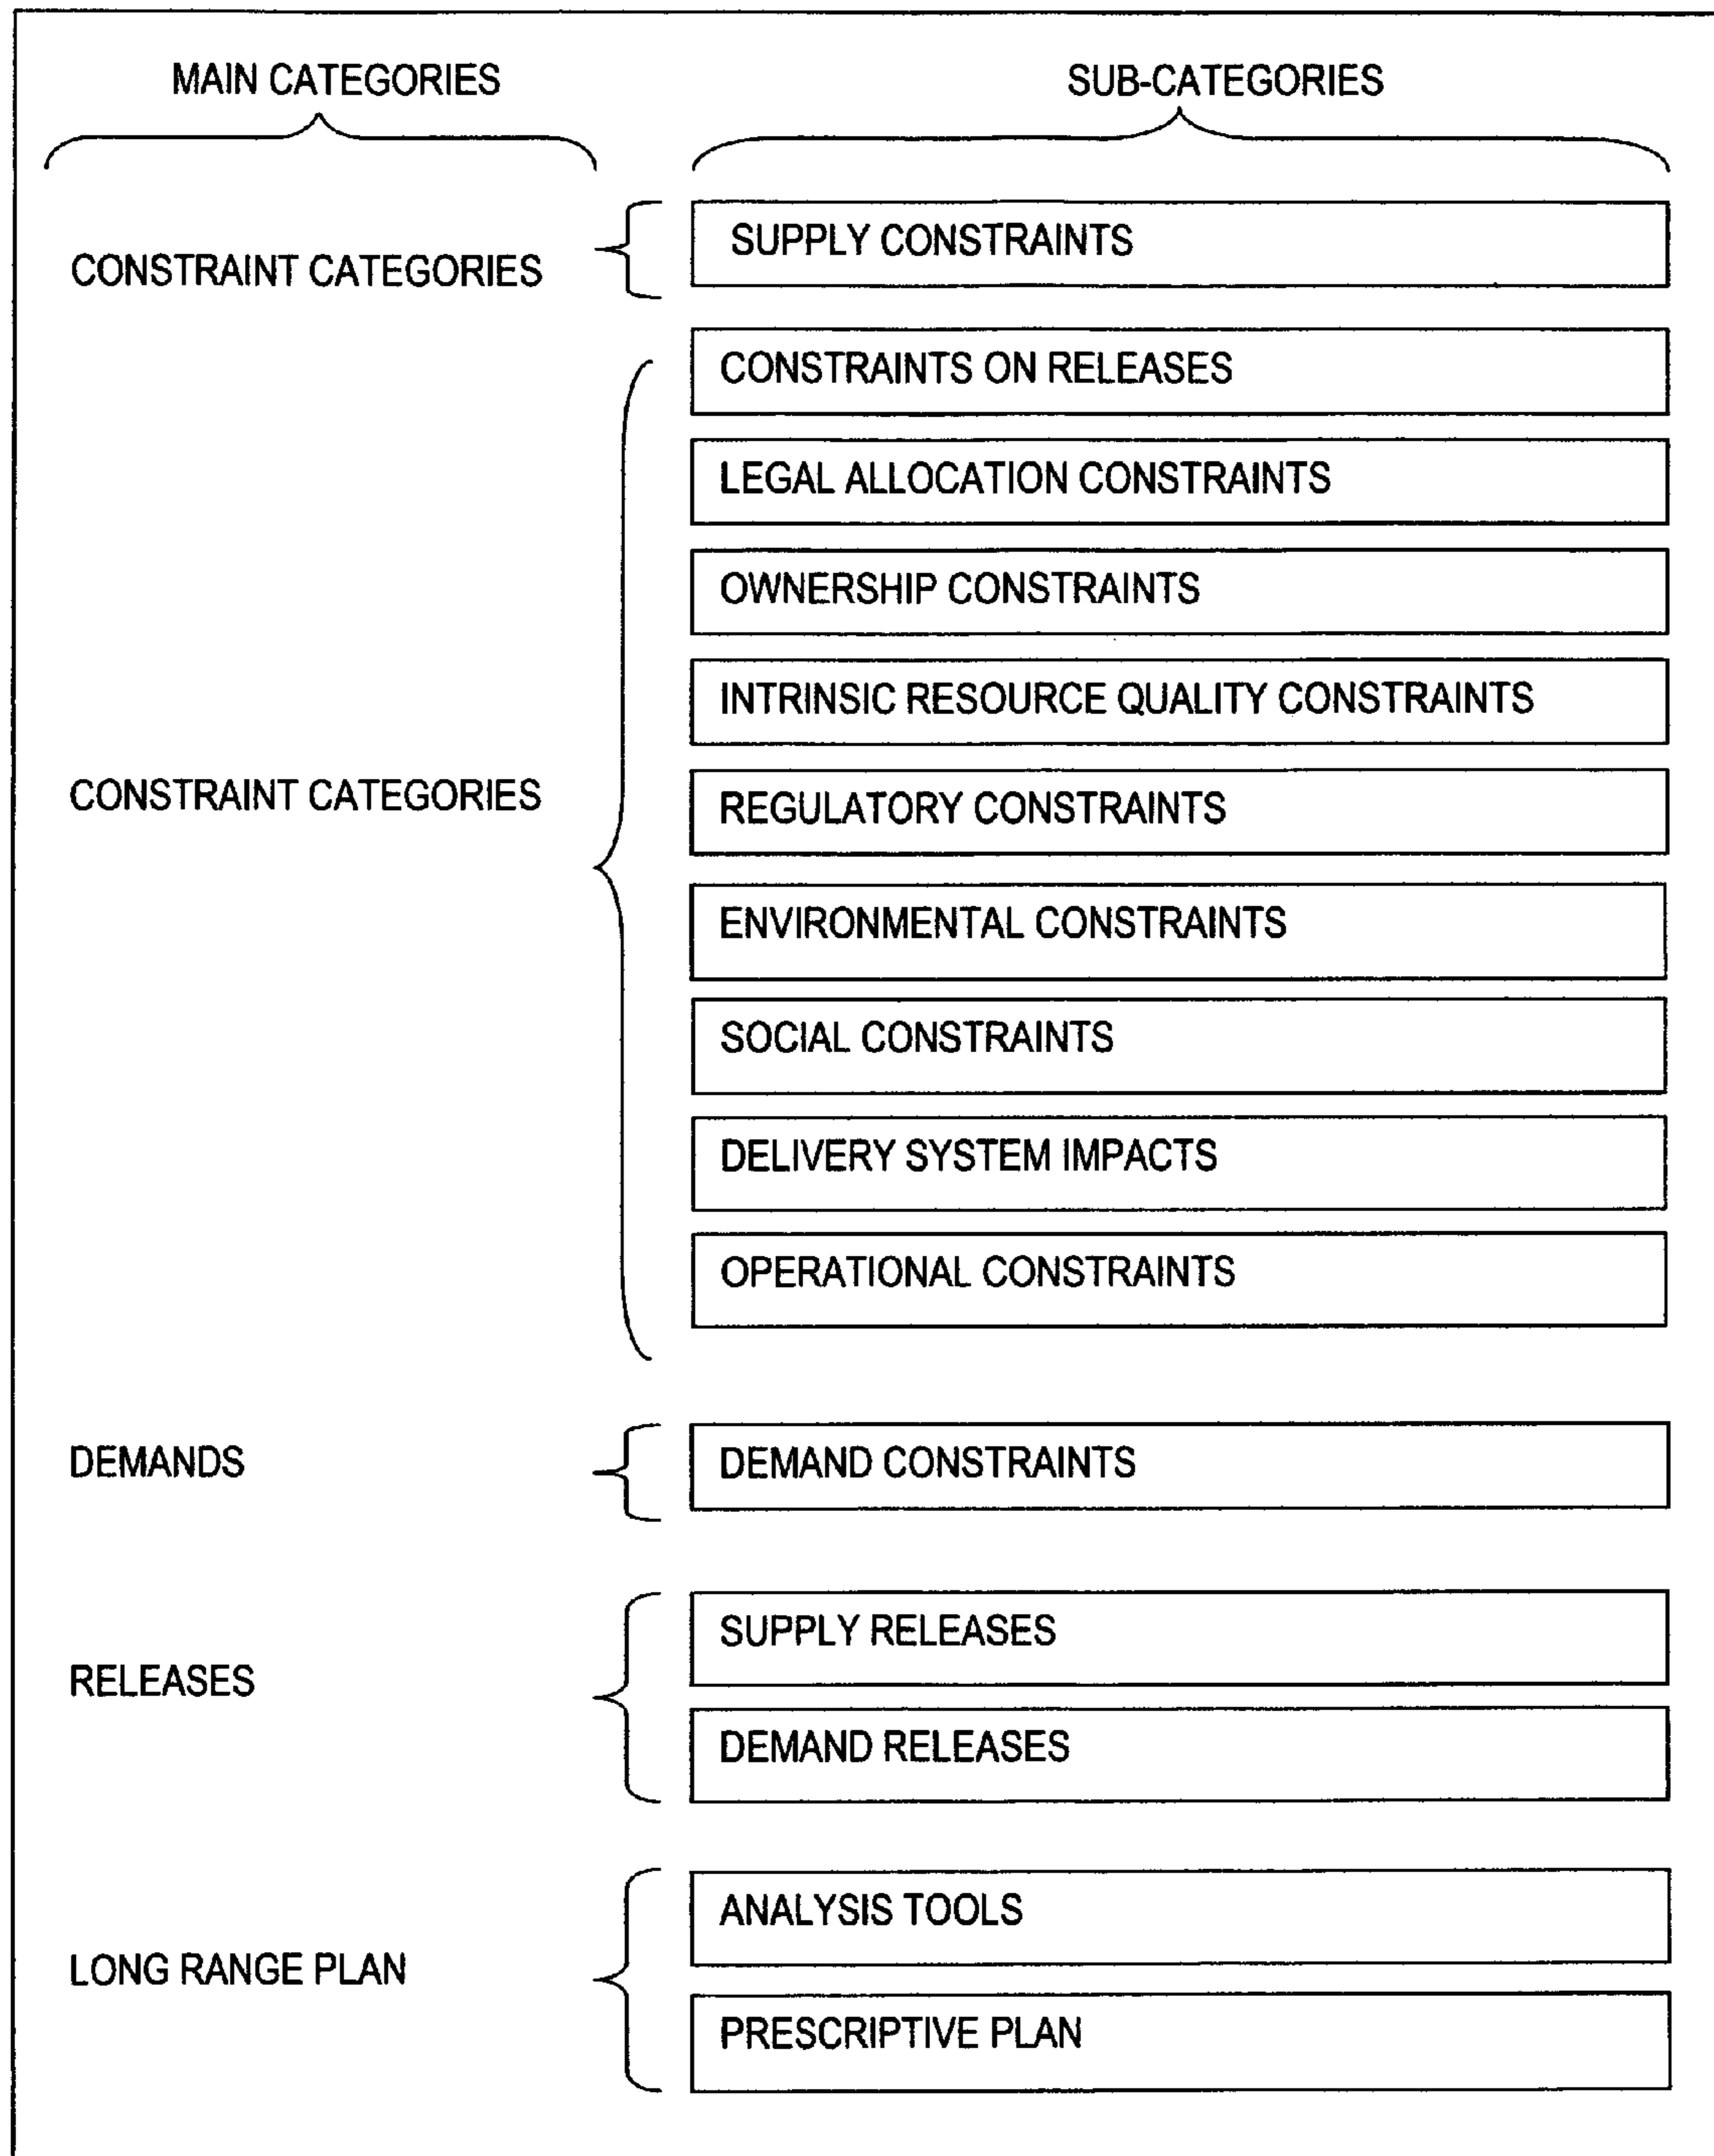 MAIN CATEGORIES
SUB-CATEGORIES
CONSTRAINT CATEGORIES
SUPPLY CONSTRAINTS
CONSTRAINT CATEGORIES
CONSTRAINTS ON RELEASES
LEGAL ALLOCATION CONSTRAINTS
OWNERSHIP CONSTRAINTS
INTRINSIC RESOURCE QUALITY CONSTRAINTS
REGULATORY CONSTRAINTS
ENVIRONMENTAL CONSTRAINTS
SOCIAL CONSTRAINTS
DELIVERY SYSTEM IMPACTS
OPERATIONAL CONSTRAINTS
DEMANDS
DEMAND CONSTRAINTS
RELEASES
SUPPLY RELEASES
DEMAND RELEASES
LONG RANGE PLAN
ANALYSIS TOOLS
PRESCRIPTIVE PLAN